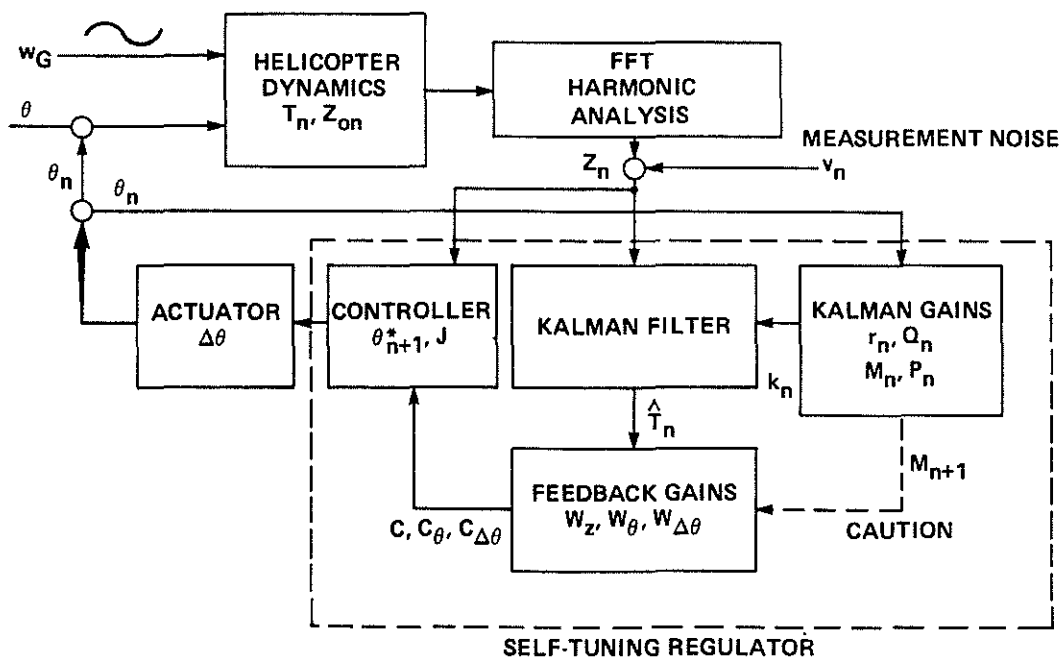 w_G
HELICOPTER
DYNAMICS
T_n, Z_on
FFT
HARMONIC
ANALYSIS
θ
MEASUREMENT NOISE
Z_n
v_n
θ_n
θ_n
ACTUATOR
Δθ
CONTROLLER
θ*_n+1, J
KALMAN FILTER
KALMAN GAINS
r_n, Q_n
M_n, P_n
k_n
T̂_n
M_n+1
FEEDBACK GAINS
W_z, W_θ, W_Δθ
C, C_θ, C_Δθ
CAUTION
SELF-TUNING REGULATOR